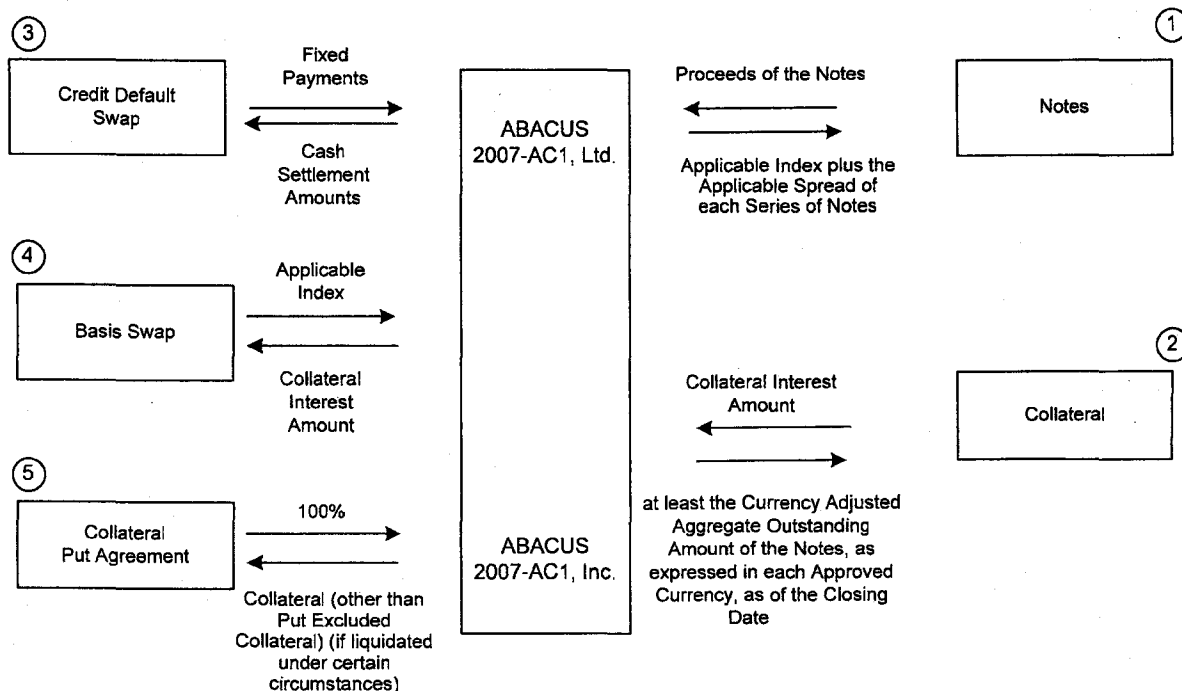 3
Fixed
Payments
Credit Default
Swap
Cash
Settlement
Amounts
4
Applicable
Index
Basis Swap
Collateral
Interest
Amount
5
100%
Collateral
Put Agreement
Collateral (other than
Put Excluded
Collateral) (if liquidated
under certain
circumstances)
ABACUS
2007-AC1, Ltd.
ABACUS
2007-AC1, Inc.
1
Proceeds of the Notes
Notes
Applicable Index plus the
Applicable Spread of
each Series of Notes
2
Collateral Interest
Amount
Collateral
at least the Currency Adjusted
Aggregate Outstanding
Amount of the Notes, as
expressed in each Approved
Currency, as of the Closing
Date